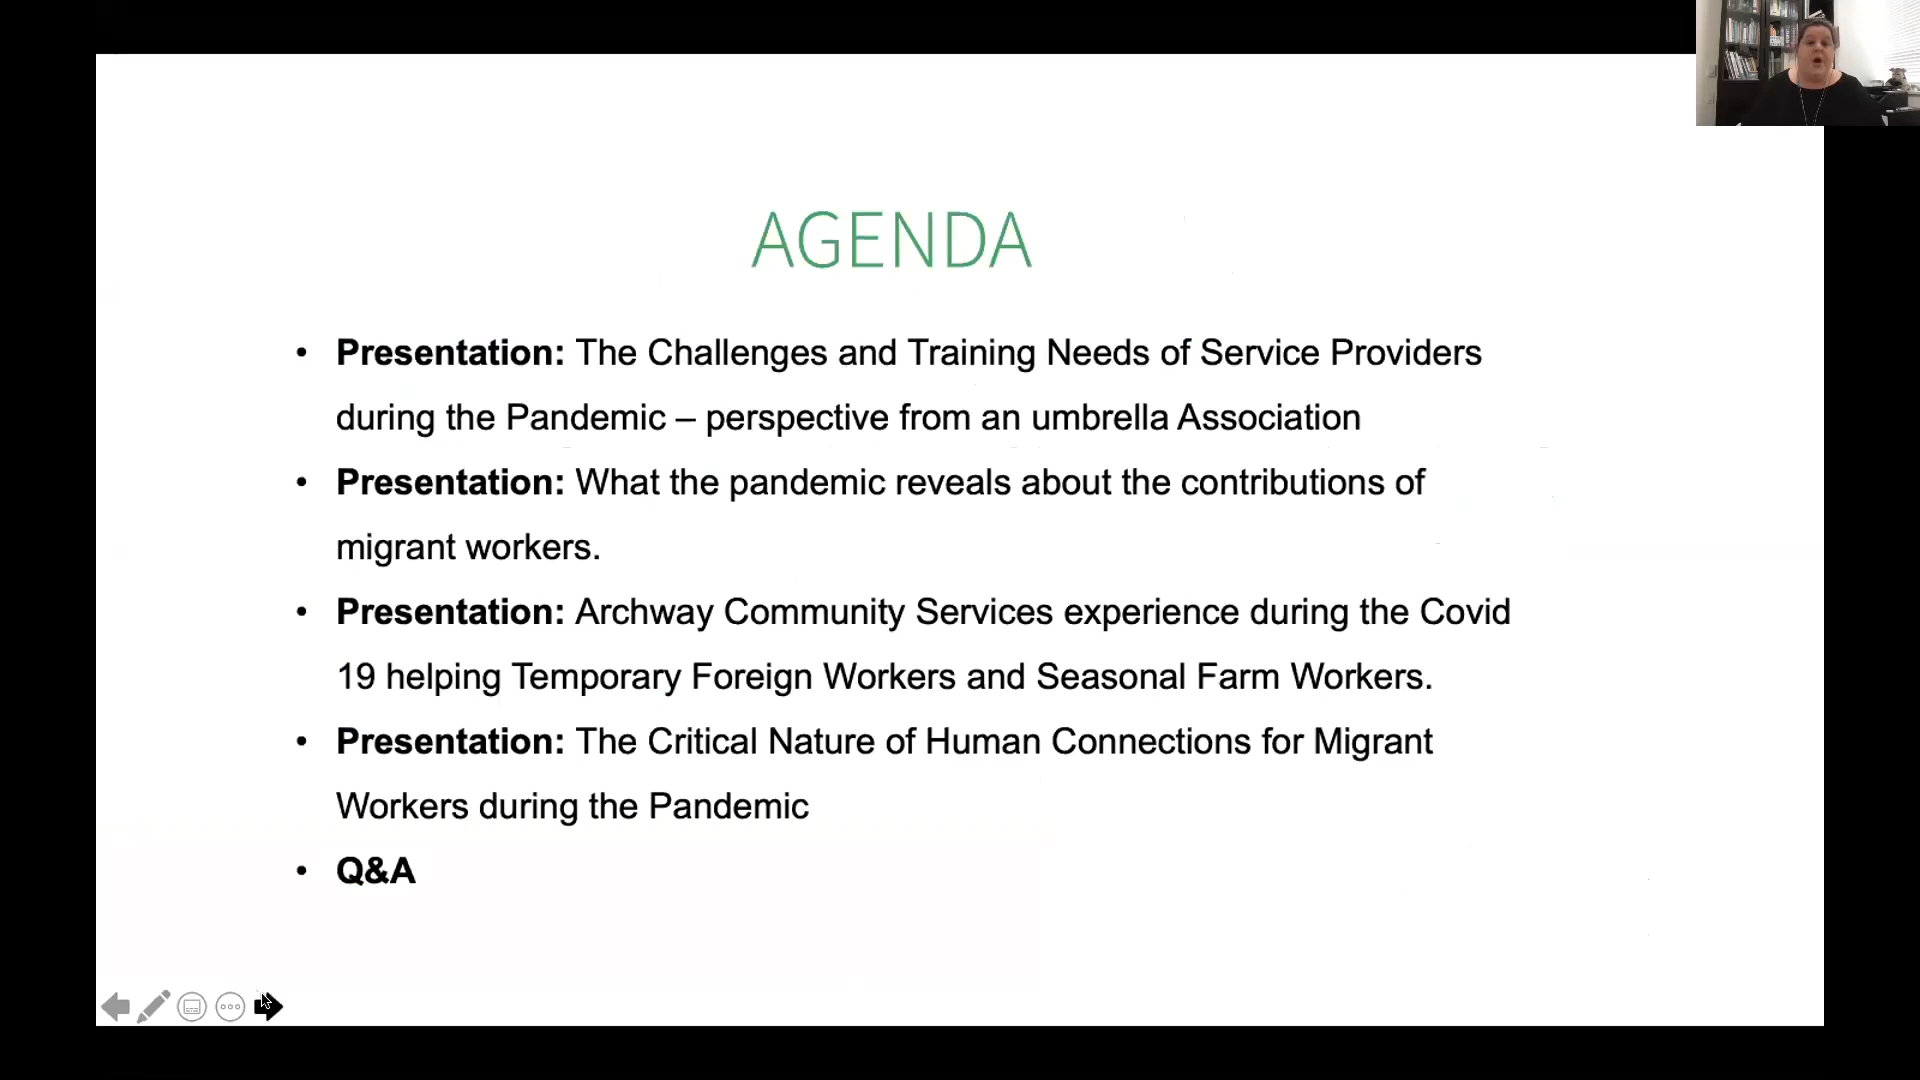 AGENDA
• Presentation: The Challenges and Training Needs of Service Providers
during the Pandemic – perspective from an umbrella Association
• Presentation: What the pandemic reveals about the contributions of
migrant workers.
• Presentation: Archway Community Services experience during the Covid
19 helping Temporary Foreign Workers and Seasonal Farm Workers.
• Presentation: The Critical Nature of Human Connections for Migrant
Workers during the Pandemic
• Q&A